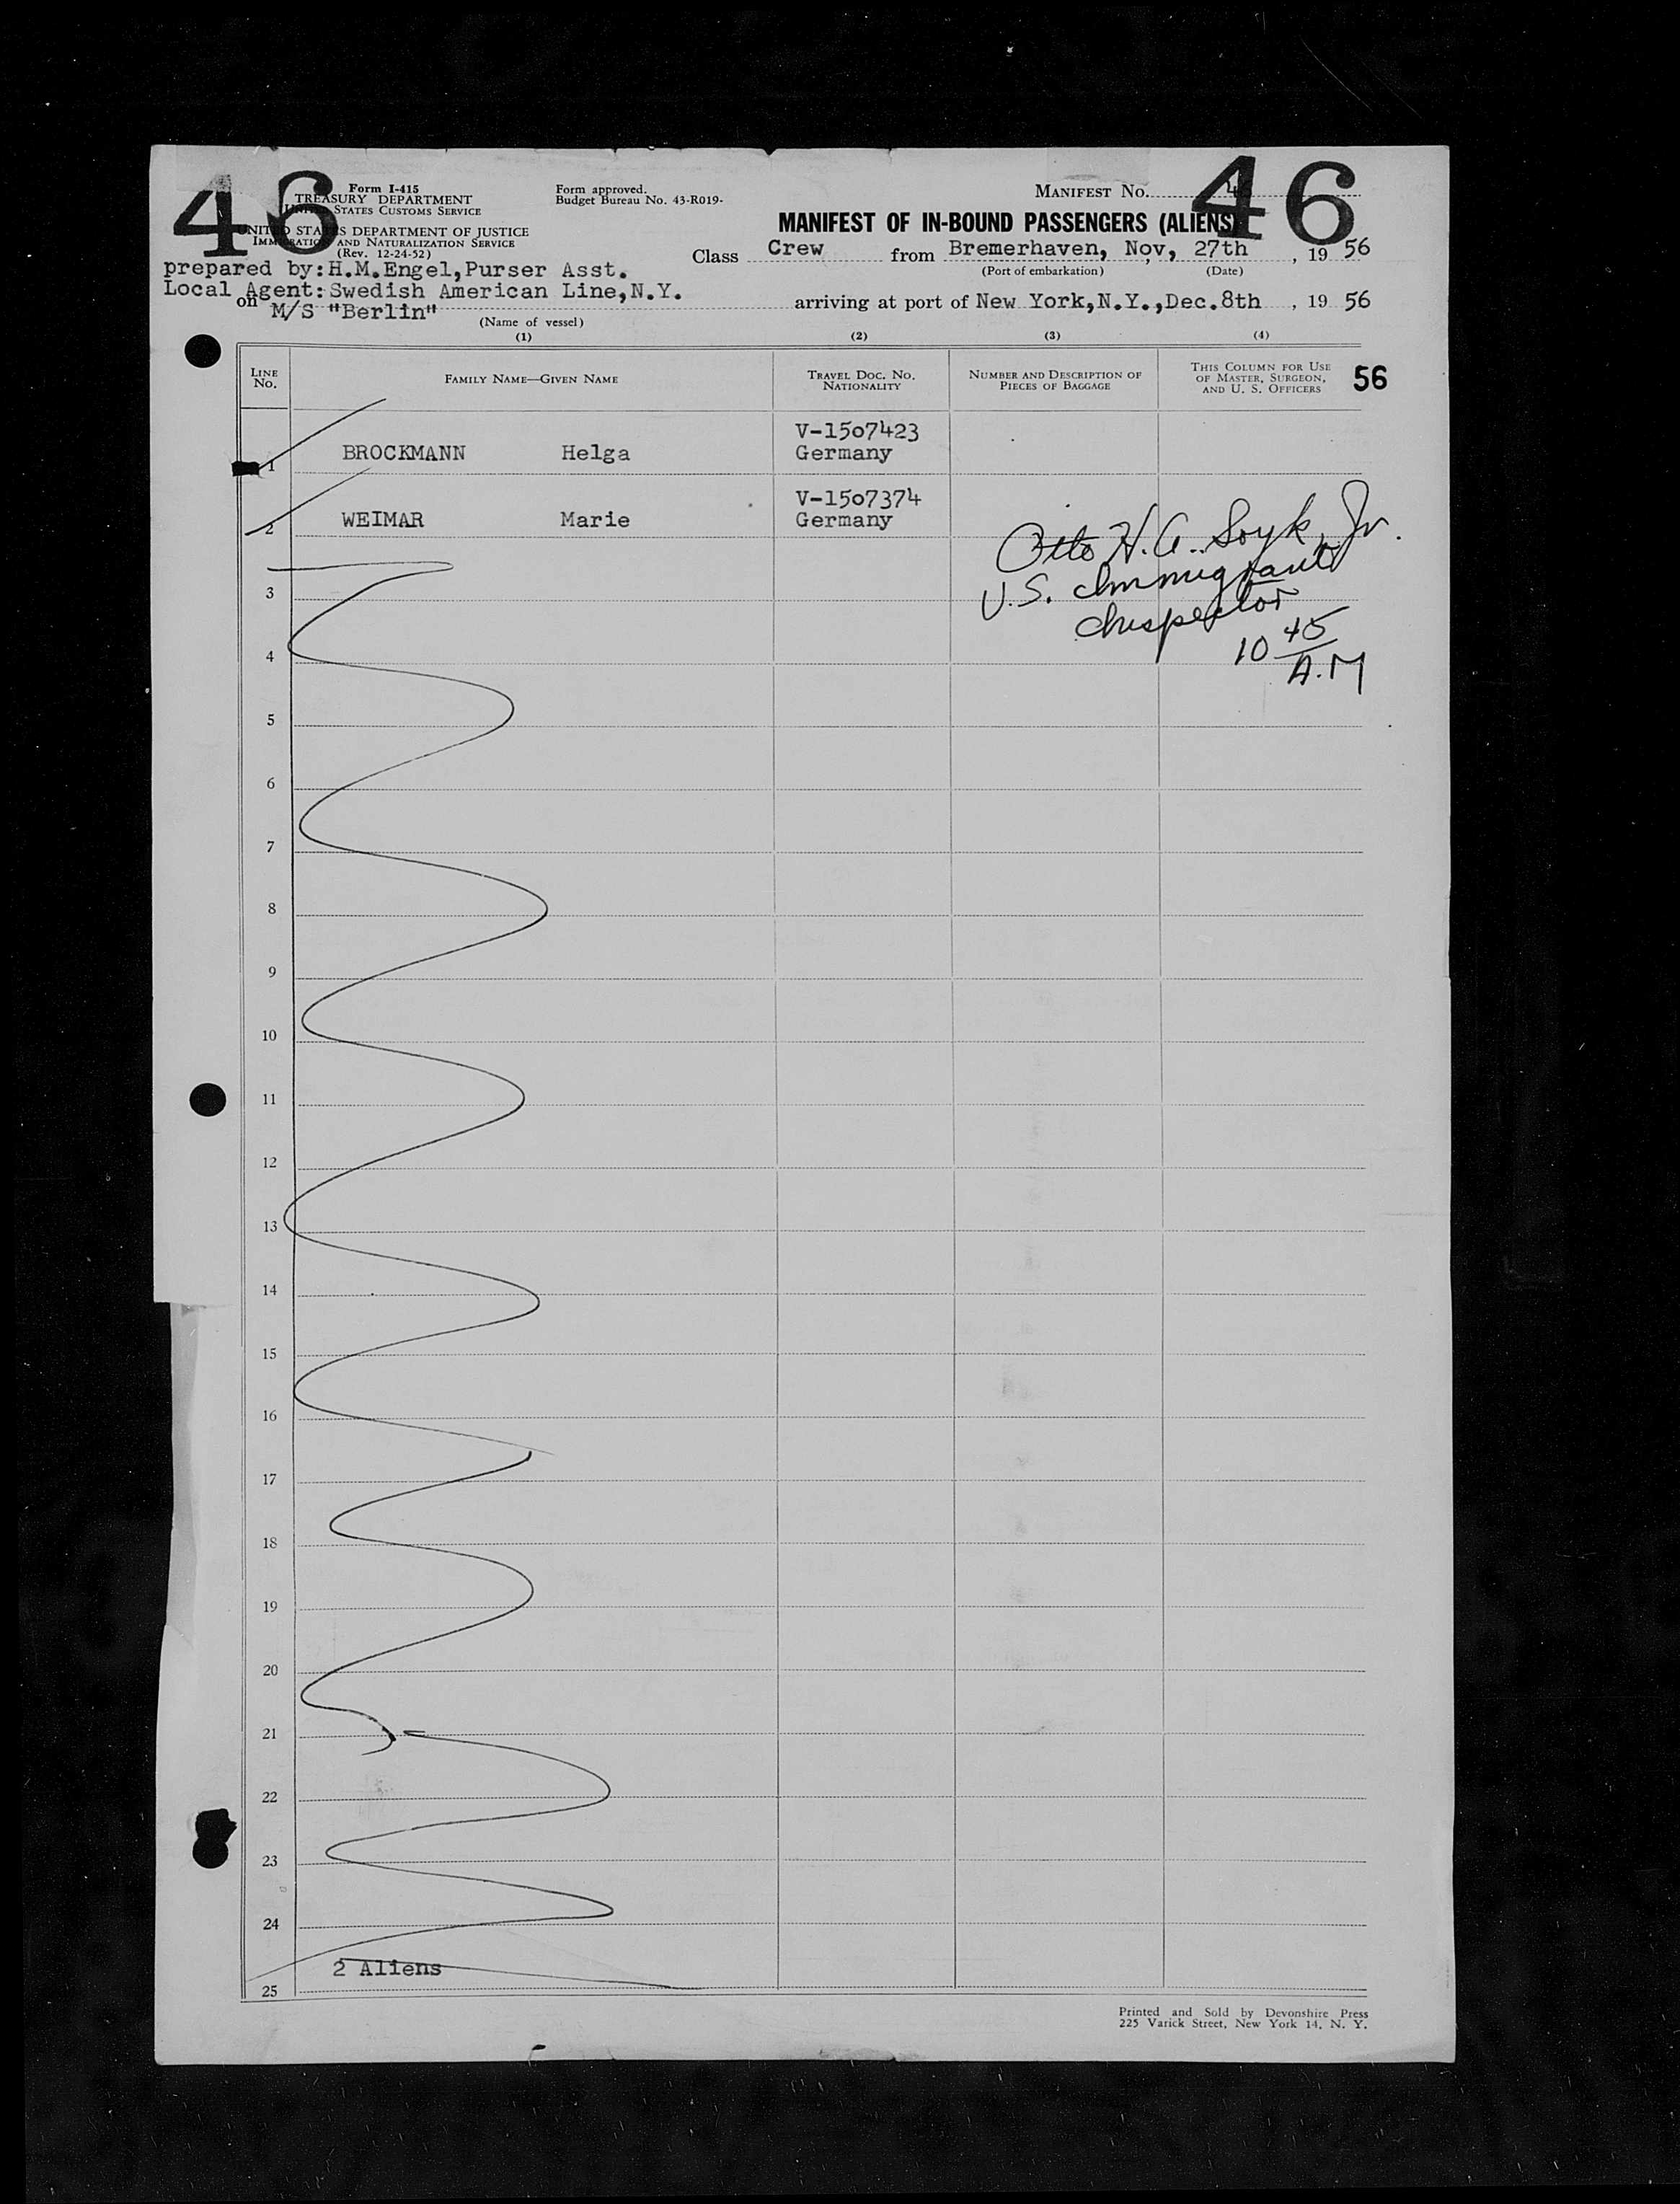 46
46
Form I-415
TREASURY DEPARTMENT
UNITED STATES CUSTOMS SERVICE
UNITED STATES DEPARTMENT OF JUSTICE
IMMIGRATION AND NATURALIZATION SERVICE
(Rev. 12-24-52)
Form approved.
Budget Bureau No. 43-R019-
MANIFEST No. 46
MANIFEST OF IN-BOUND PASSENGERS (ALIENS)
Class Crew from Bremerhaven, Nov, 27th, 19 56
(Port of embarkation) (Date)
prepared by:H.M.Engel,Purser Asst.
Local Agent:Swedish American Line,N.Y.
on M/S "Berlin" arriving at port of New York,N.Y.,Dec.8th, 19 56
(Name of vessel)
(1) (2) (3) (4)
LINE No. FAMILY NAME—GIVEN NAME TRAVEL DOC. No. NATIONALITY NUMBER AND DESCRIPTION OF PIECES OF BAGGAGE THIS COLUMN FOR USE OF MASTER, SURGEON, AND U. S. OFFICERS 56
V-1507423
1 BROCKMANN Helga Germany
V-1507374
2 WEIMAR Marie Germany
Otto H. A. Soyk, Jr.
U.S. Immigrant
Inspector
10 45
A.M
3
4
5
6
7
8
9
10
11
12
13
14
15
16
17
18
19
20
21
22
23
24
2 Aliens
25
Printed and Sold by Devonshire Press
225 Varick Street, New York 14, N. Y.